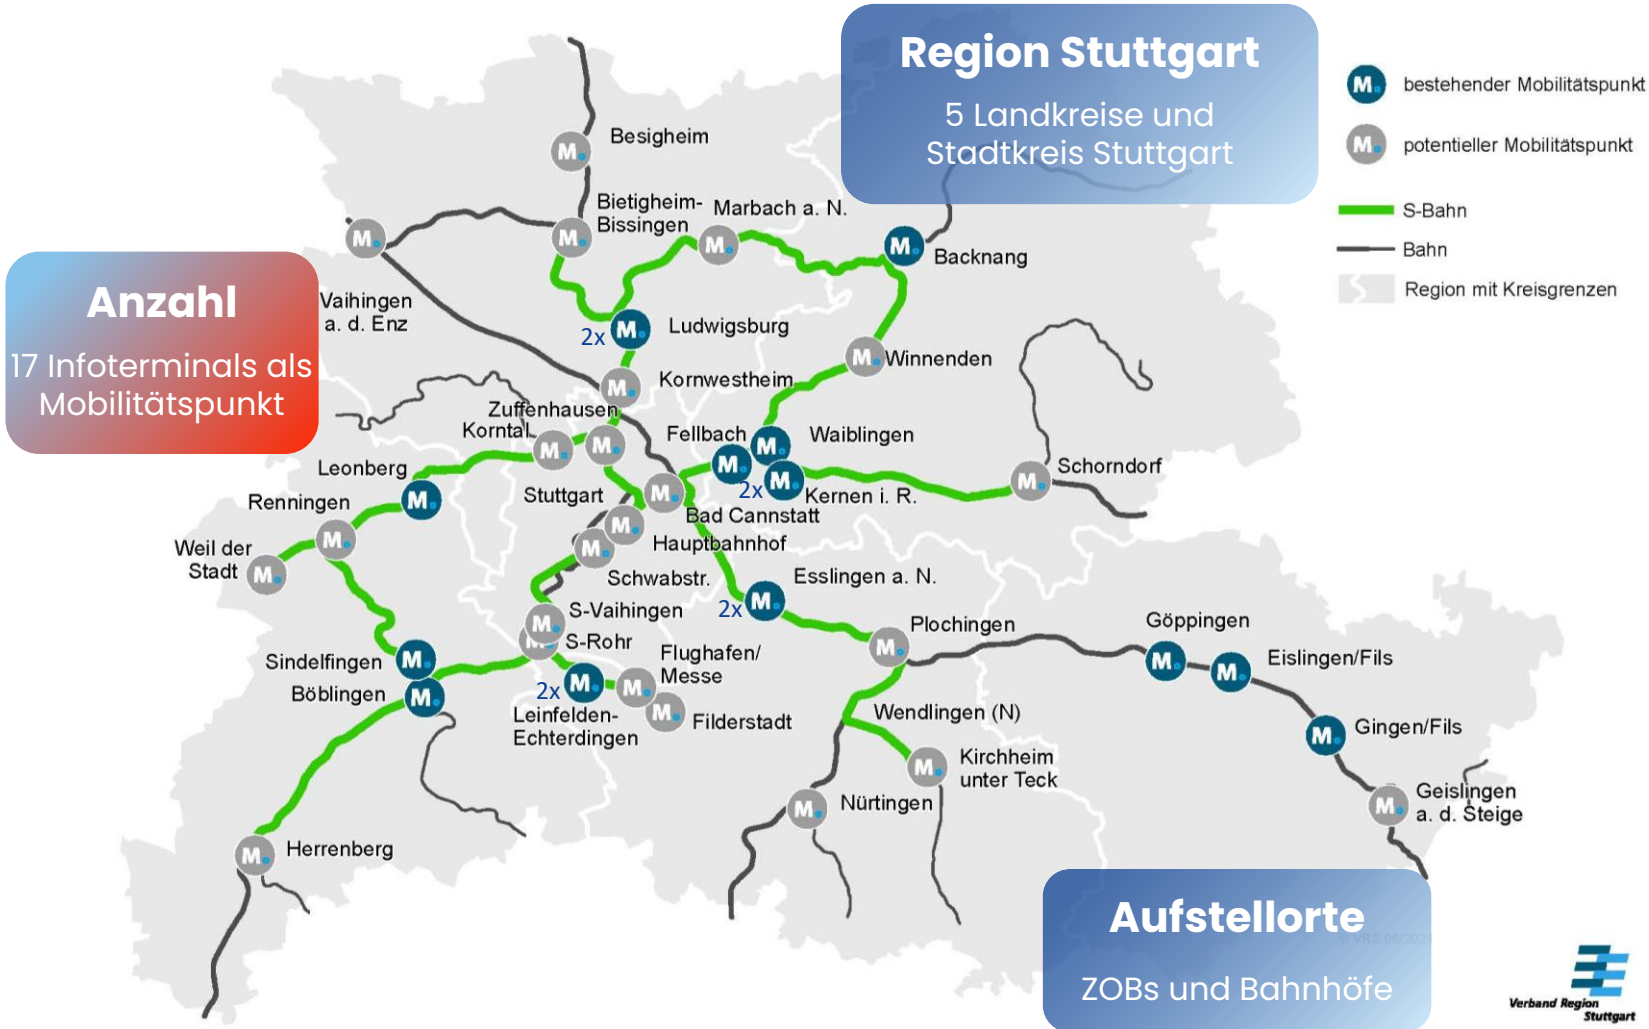 Region Stuttgart
5 Landkreise und
Stadtkreis Stuttgart
M. bestehender Mobilitätspunkt
M. potentieller Mobilitätspunkt
S-Bahn
Bahn
Region mit Kreisgrenzen
Anzahl
17 Infoterminals als
Mobilitätspunkt
M. Besigheim
M. Bietigheim-
Bissingen
M. Marbach a. N.
M. Backnang
M. Vaihingen
a. d. Enz
2x M. Ludwigsburg
M. Winnenden
M. Kornwestheim
M. Zuffenhausen
M. Korntal
M. Fellbach
M. Waiblingen
2x M. Kernen i. R.
M. Schorndorf
M. Leonberg
M. Renningen
M. Weil der
Stadt
Stuttgart
M. Bad Cannstatt
M. Hauptbahnhof
M. Schwabstr.
2x M. Esslingen a. N.
M. S-Vaihingen
M. S-Rohr
M. Plochingen
M. Göppingen
M. Eislingen/Fils
M. Sindelfingen
M. Böblingen
2x M. Leinfelden-
Echterdingen
M. Flughafen/
Messe
M. Filderstadt
Wendlingen (N)
M. Gingen/Fils
M. Kirchheim
unter Teck
M. Nürtingen
M. Geislingen
a. d. Steige
M. Herrenberg
Aufstellorte
ZOBs und Bahnhöfe
Verband Region
Stuttgart